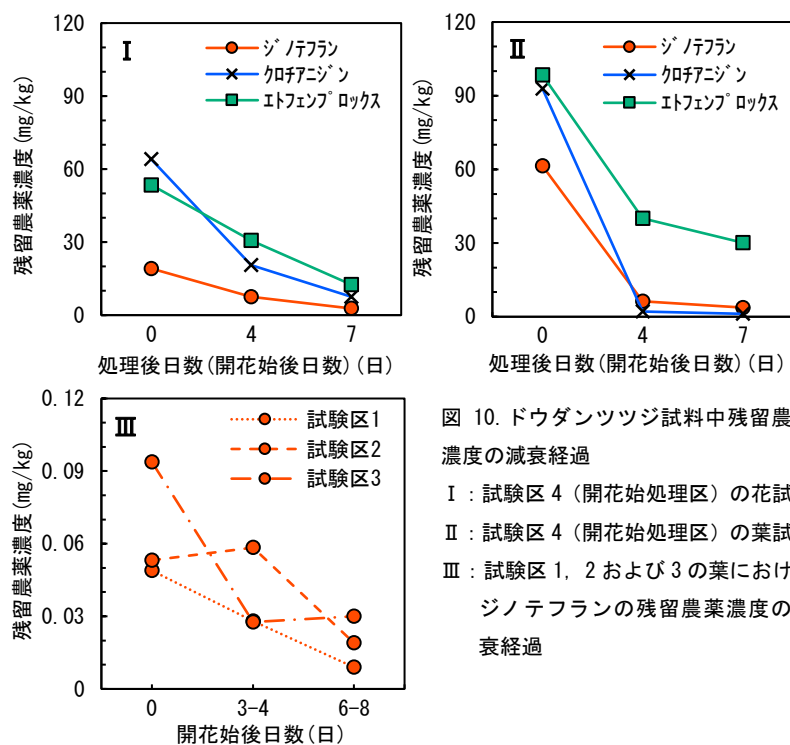 120
90
60
30
0
Ⅰ
ジノテフラン
クロチアニジン
エトフェンプロックス
残留農薬濃度(mg/kg)
0 4 7
処理後日数(開花始後日数)(日)
120
90
60
30
0
Ⅱ
ジノテフラン
クロチアニジン
エトフェンプロックス
残留農薬濃度(mg/kg)
0 4 7
処理後日数(開花始後日数)(日)
0.12
0.09
0.06
0.03
0
Ⅲ
試験区1
試験区2
試験区3
残留農薬濃度(mg/kg)
0 3-4 6-8
開花始後日数(日)
図 10. ドウダンツツジ試料中残留農
濃度の減衰経過
Ⅰ:試験区 4(開花始処理区)の花試
Ⅱ:試験区 4(開花始処理区)の葉試
Ⅲ:試験区 1, 2 および 3 の葉におけ
ジノテフランの残留農薬濃度の
衰経過